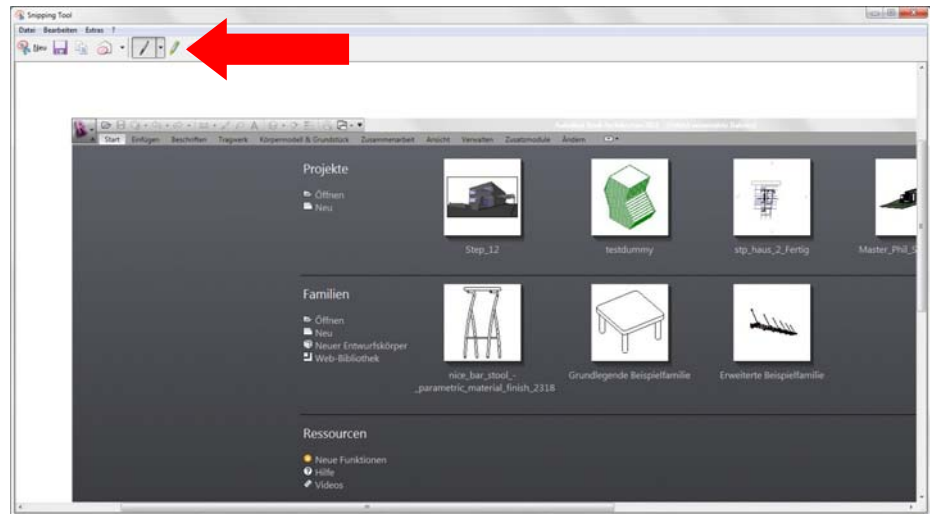 Snipping Tool
Datei Bearbeiten Extras ?
Neu
Start Einfügen Beschriften Tragwerk Körpermodell & Grundstück Zusammenarbeit Ansicht Verwalten Zusatzmodule Ändern
Projekte
Öffnen
Neu
Step_12 testdummy stp_haus_2_Fertig Master_Phil_S
Familien
Öffnen
Neu
Neuer Entwurfskörper
Web-Bibliothek
nice_bar_stool_-
_parametric_material_finish_2318
Grundlegende Beispielfamilie Erweiterte Beispielfamilie
Ressourcen
Neue Funktionen
Hilfe
Videos